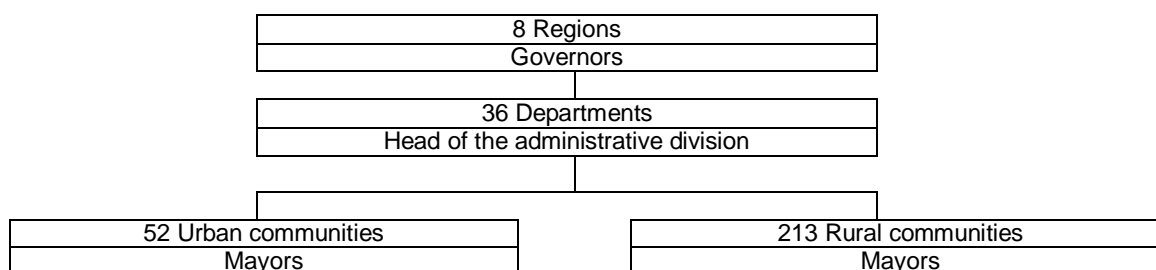 8 Regions
Governors
36 Departments
Head of the administrative division
52 Urban communities
213 Rural communities
Mayors
Mayors